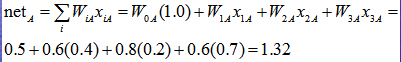 net_A = ∑_i W_iA x_iA = W_0A(1.0) + W_1A x_1A + W_2A x_2A + W_3A x_3A =
0.5 + 0.6(0.4) + 0.8(0.2) + 0.6(0.7) = 1.32